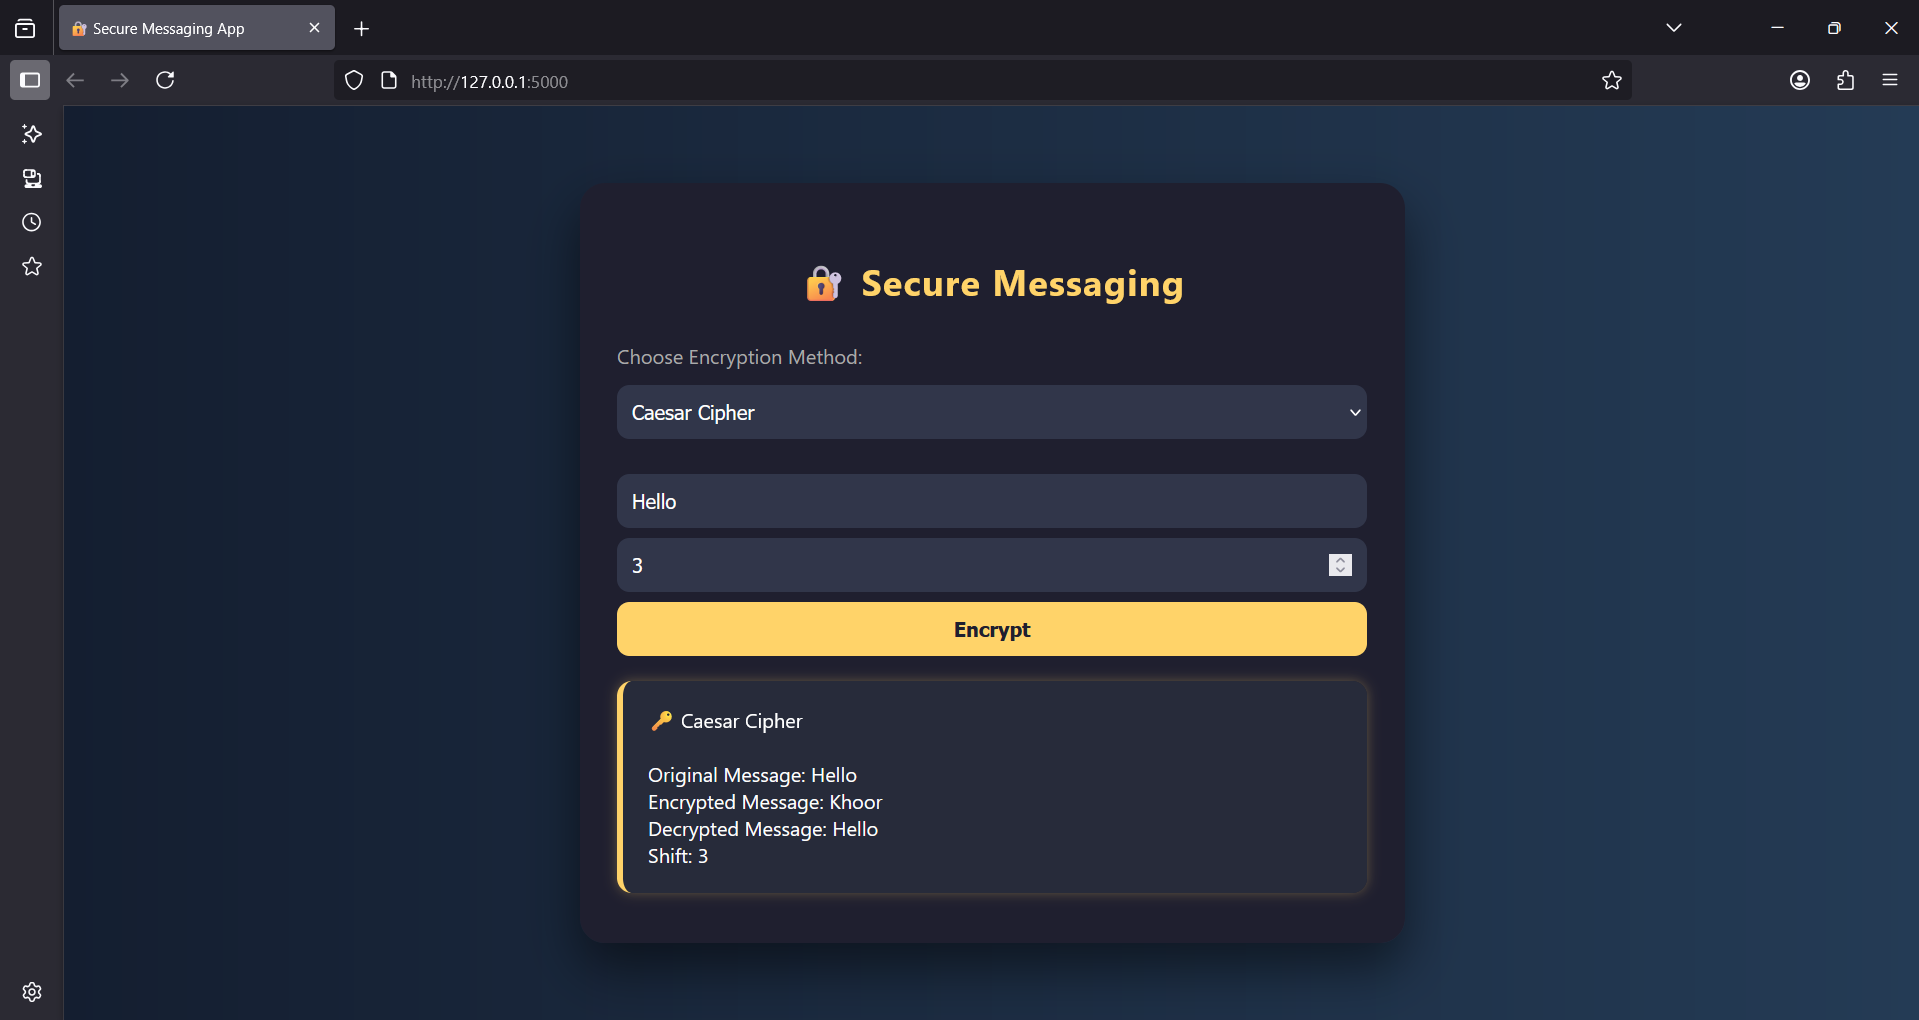 Secure Messaging App
http://127.0.0.1:5000
🔐 Secure Messaging
Choose Encryption Method:
Caesar Cipher
Hello
3
Encrypt
🔑 Caesar Cipher
Original Message: Hello
Encrypted Message: Khoor
Decrypted Message: Hello
Shift: 3